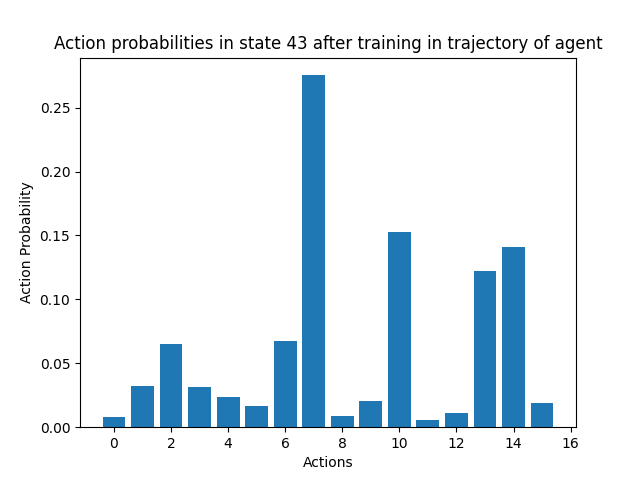 Action probabilities in state 43 after training in trajectory of agent
0.25
0.20
0.15
0.10
0.05
0.00
Action Probability
0 2 4 6 8 10 12 14 16
Actions